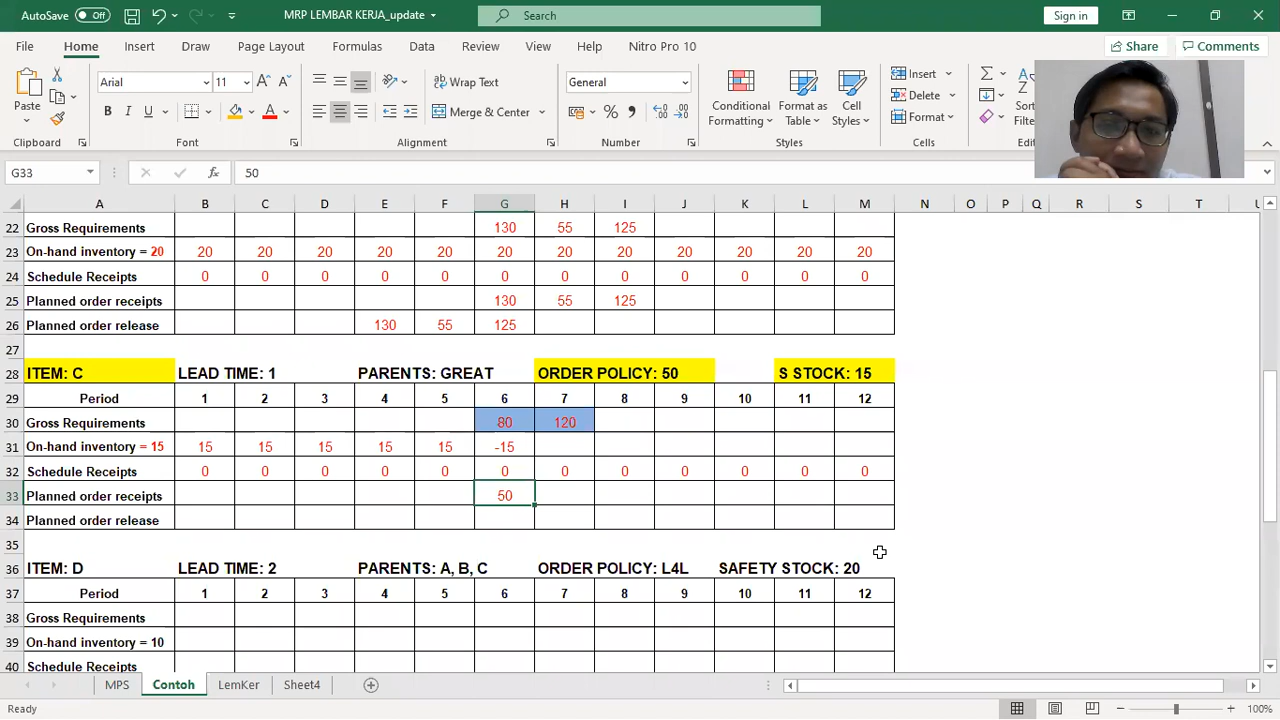 AutoSave Off MRP LEMBAR KERJA_update Search Sign in
File Home Insert Draw Page Layout Formulas Data Review View Help Nitro Pro 10 Share Comments
Paste Arial 11 Wrap Text General Conditional Formatting Format as Table Cell Styles Insert
B I U Merge & Center Delete Sort
Format
Clipboard Font Alignment Number Styles Cells
G33 50
A B C D E F G H I J K L M N O P Q R S T U
22 Gross Requirements 130 55 125
23 On-hand inventory = 20 20 20 20 20 20 20 20 20 20 20 20 20
24 Schedule Receipts 0 0 0 0 0 0 0 0 0 0 0 0
25 Planned order receipts 130 55 125
26 Planned order release 130 55 125
27
28 ITEM: C LEAD TIME: 1 PARENTS: GREAT ORDER POLICY: 50 S STOCK: 15
29 Period 1 2 3 4 5 6 7 8 9 10 11 12
30 Gross Requirements 80 120
31 On-hand inventory = 15 15 15 15 15 15 -15
32 Schedule Receipts 0 0 0 0 0 0 0 0 0 0 0 0
33 Planned order receipts 50
34 Planned order release
35
36 ITEM: D LEAD TIME: 2 PARENTS: A, B, C ORDER POLICY: L4L SAFETY STOCK: 20
37 Period 1 2 3 4 5 6 7 8 9 10 11 12
38 Gross Requirements
39 On-hand inventory = 10
40 Schedule Receipts
MPS Contoh LemKer Sheet4
Ready 100%